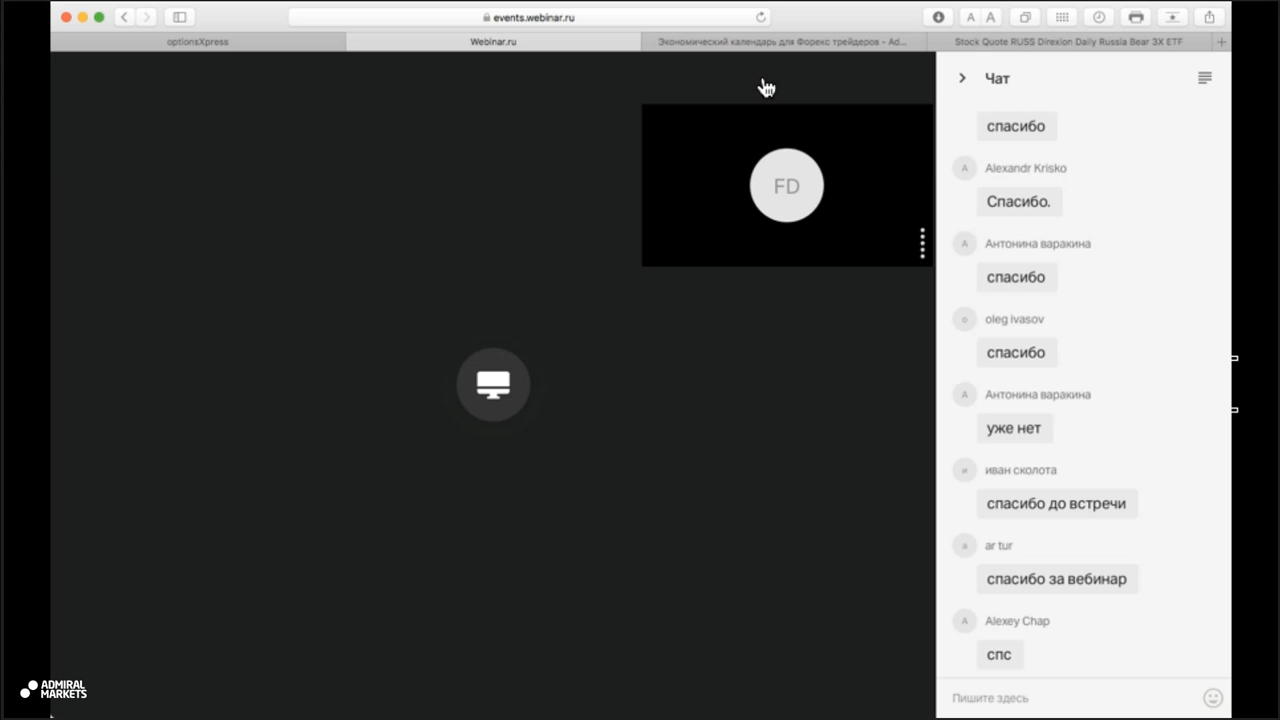 events.webinar.ru
A A
optionsXpress
Webinar.ru
Экономический календарь для Форекс трейдеров - Ad...
Stock Quote RUSS Direxion Daily Russia Bear 3X ETF
Чат
спасибо
A
Alexandr Krisko
Спасибо.
FD
А
Антонина варакина
спасибо
o
oleg ivasov
спасибо
А
Антонина варакина
уже нет
и
иван сколота
спасибо до встречи
a
ar tur
спасибо за вебинар
A
Alexey Chap
спс
Пишите здесь
ADMIRAL
MARKETS